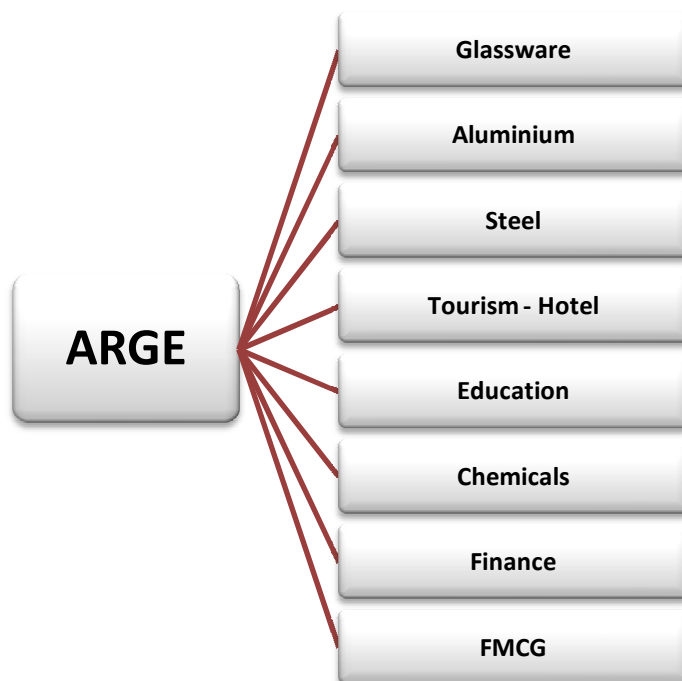 Glassware
Aluminium
Steel
Tourism - Hotel
ARGE
Education
Chemicals
Finance
FMCG